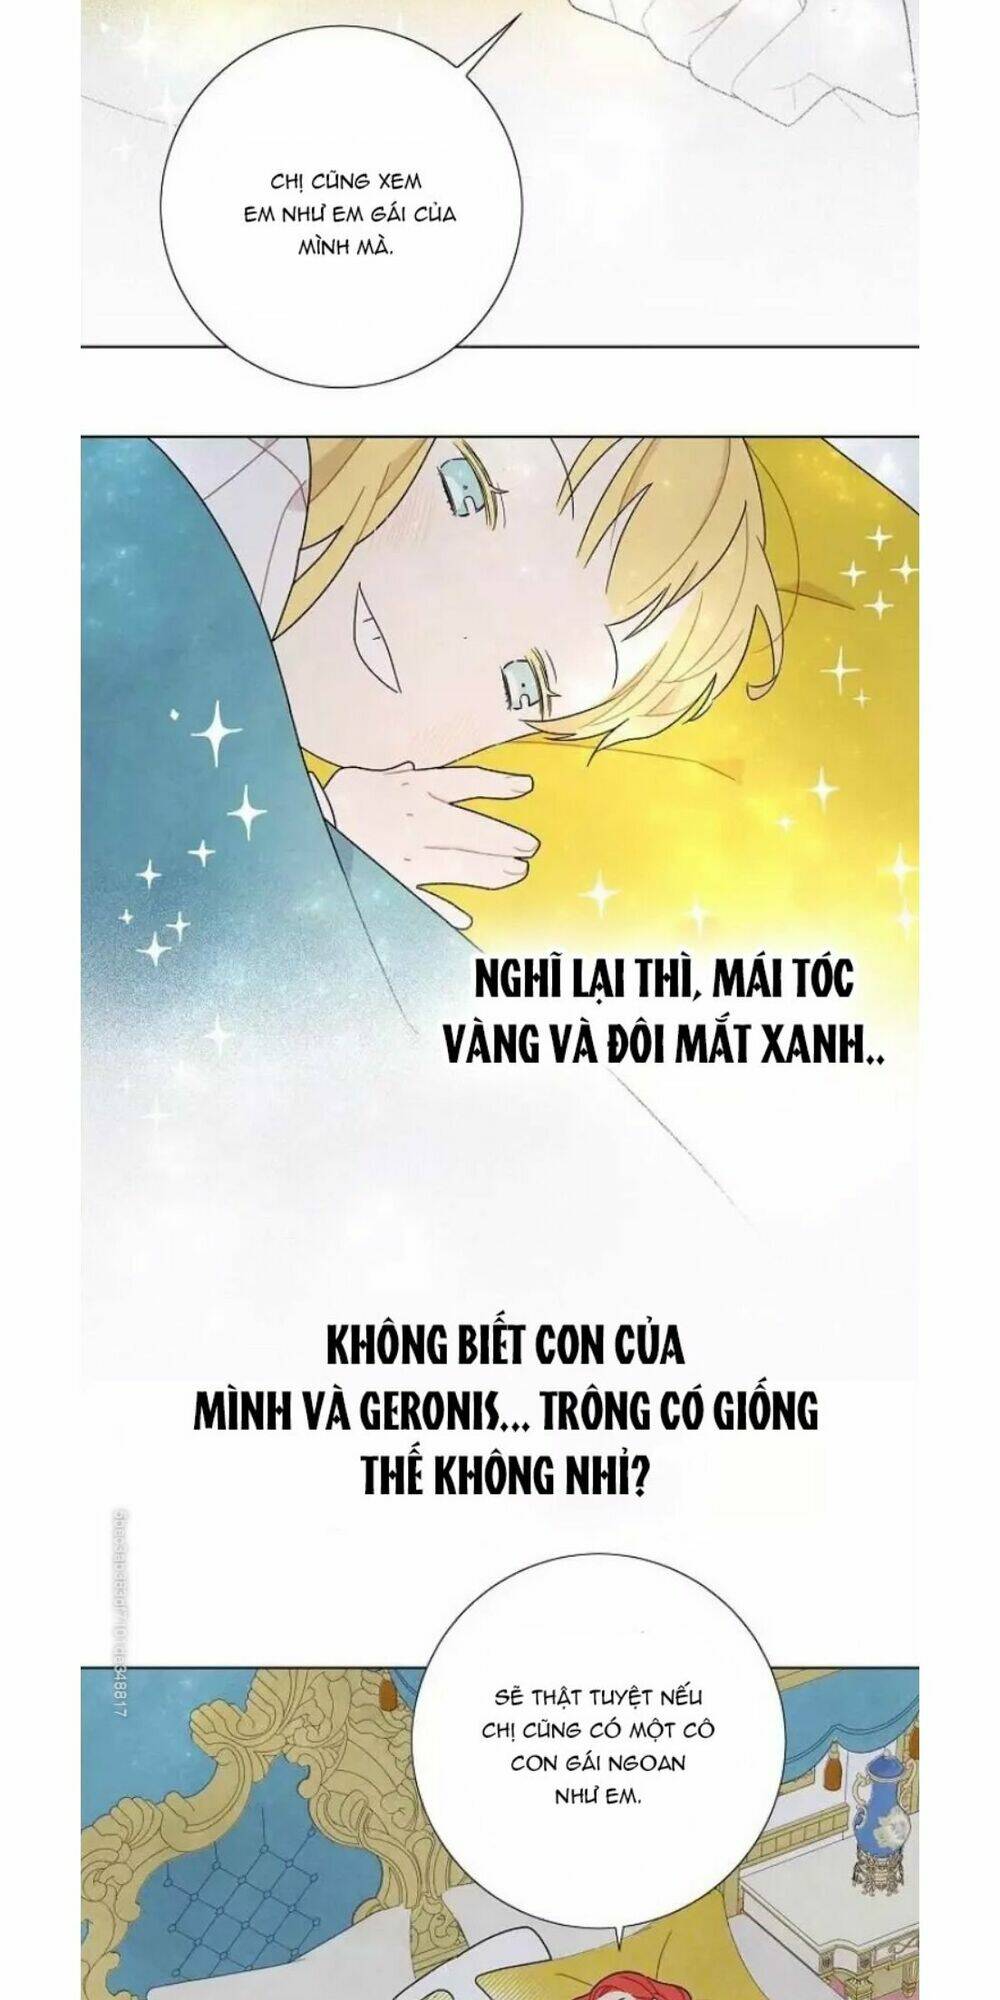 CHỊ CŨNG XEM
EM NHƯ EM GÁI CỦA
MÌNH MÀ.
NGHĨ LẠI THÌ, MÁI TÓC
VÀNG VÀ ĐÔI MẮT XANH..
KHÔNG BIẾT CON CỦA
MÌNH VÀ GERONIS... TRÔNG CÓ GIỐNG
THẾ KHÔNG NHỈ?
SẼ THẬT TUYỆT NẾU
CHỊ CŨNG CÓ MỘT CÔ
CON GÁI NGOAN
NHƯ EM.